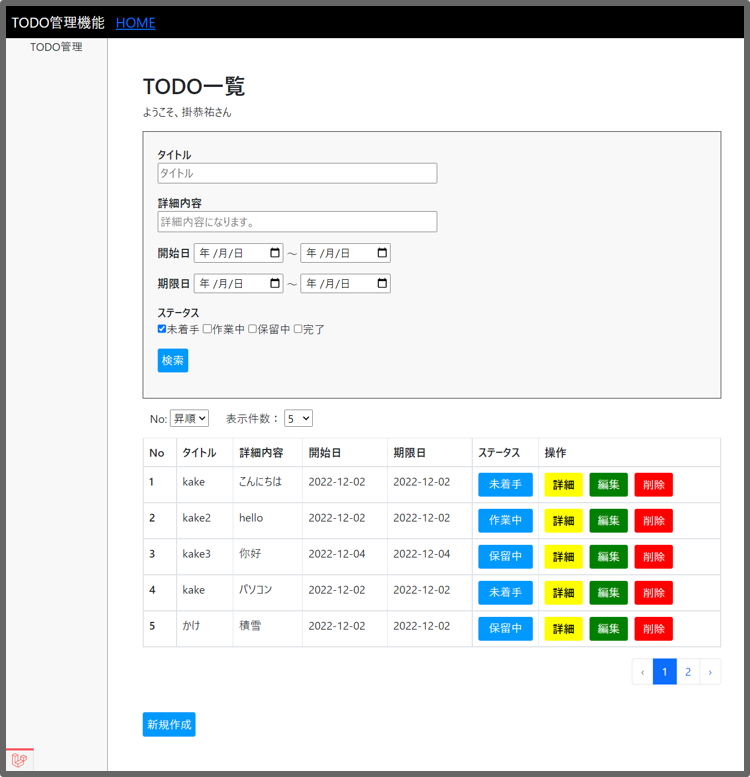 TODO管理機能 HOME
TODO管理
TODO一覧
ようこそ、掛恭祐さん
タイトル
タイトル
詳細内容
詳細内容になります。
開始日 年 /月/日 ～ 年 /月/日
期限日 年 /月/日 ～ 年 /月/日
ステータス
未着手 作業中 保留中 完了
検索
No: 昇順 表示件数： 5
No タイトル 詳細内容 開始日 期限日 ステータス 操作
1 kake こんにちは 2022-12-02 2022-12-02 未着手 詳細 編集 削除
2 kake2 hello 2022-12-02 2022-12-02 作業中 詳細 編集 削除
3 kake3 你好 2022-12-04 2022-12-04 保留中 詳細 編集 削除
4 kake パソコン 2022-12-02 2022-12-02 未着手 詳細 編集 削除
5 かけ 積雪 2022-12-02 2022-12-02 保留中 詳細 編集 削除
‹ 1 2 ›
新規作成